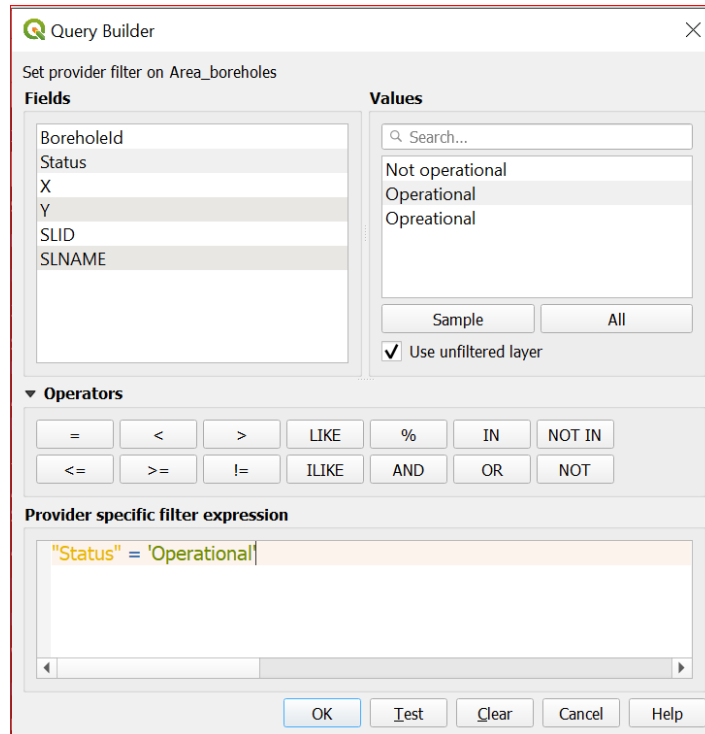 Query Builder
Set provider filter on Area_boreholes
Fields
BoreholeId
Status
X
Y
SLID
SLNAME
Values
Search...
Not operational
Operational
Opreational
Sample All
Use unfiltered layer
Operators
= < > LIKE % IN NOT IN
<= >= != ILIKE AND OR NOT
Provider specific filter expression
"Status" = 'Operational'
OK Test Clear Cancel Help